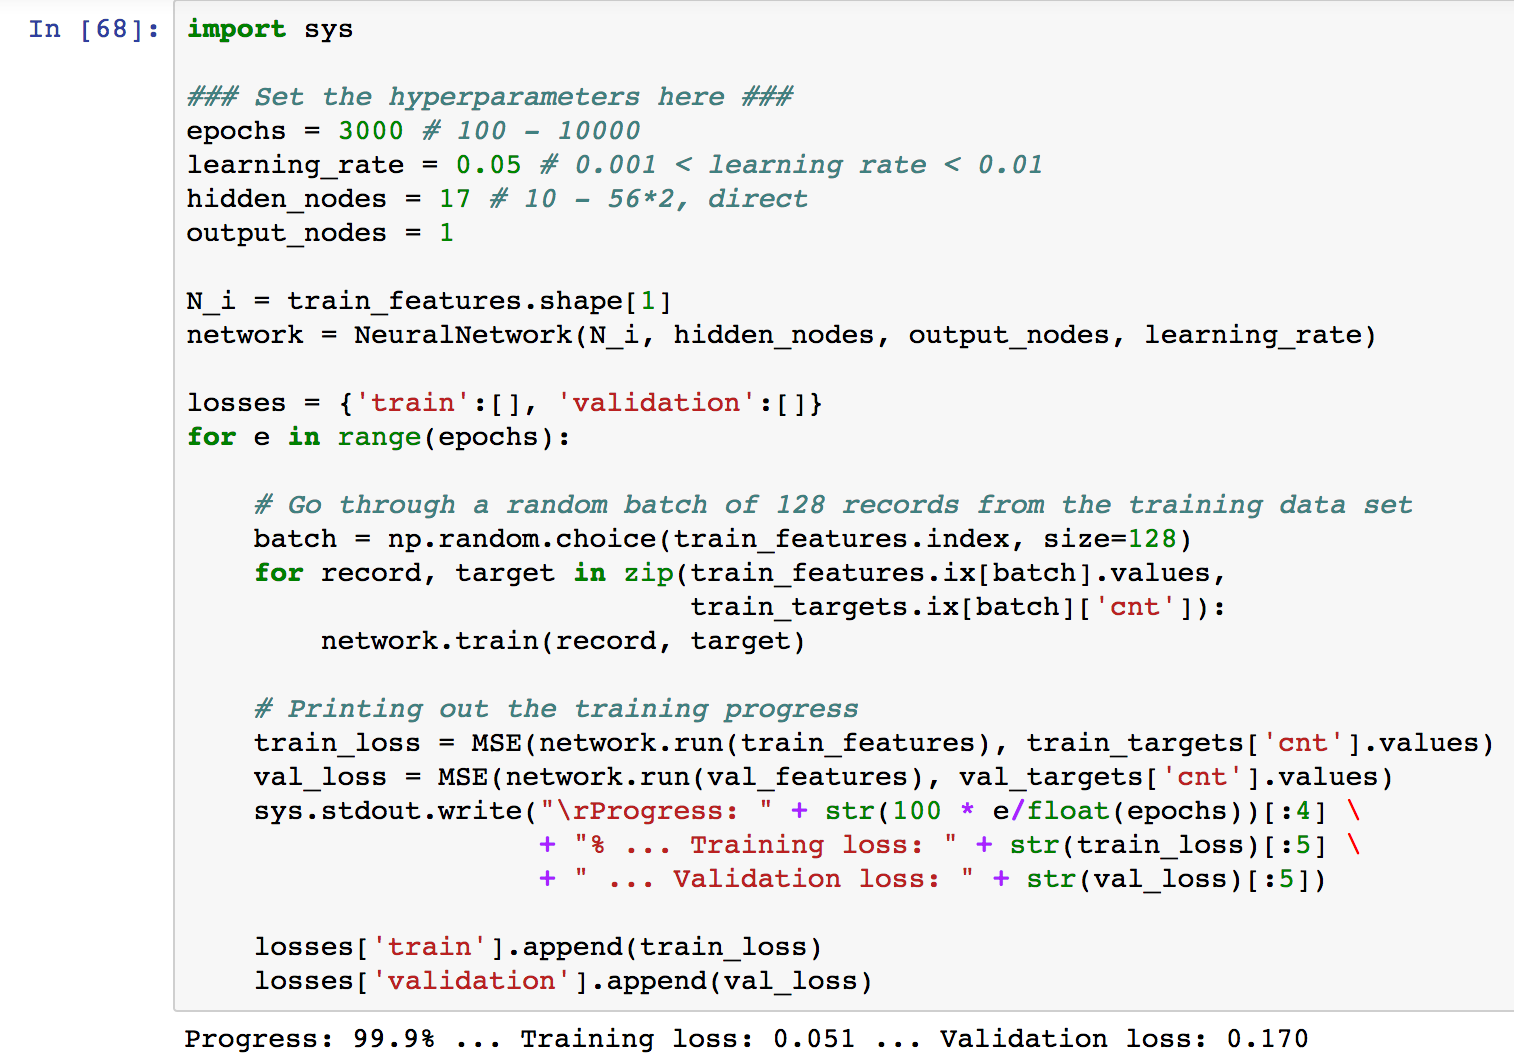 In [68]: import sys
### Set the hyperparameters here ###
epochs = 3000 # 100 - 10000
learning_rate = 0.05 # 0.001 < learning rate < 0.01
hidden_nodes = 17 # 10 - 56*2, direct
output_nodes = 1
N_i = train_features.shape[1]
network = NeuralNetwork(N_i, hidden_nodes, output_nodes, learning_rate)
losses = {'train':[], 'validation':[]}
for e in range(epochs):
    # Go through a random batch of 128 records from the training data set
    batch = np.random.choice(train_features.index, size=128)
    for record, target in zip(train_features.ix[batch].values,
                              train_targets.ix[batch]['cnt']):
        network.train(record, target)
    # Printing out the training progress
    train_loss = MSE(network.run(train_features), train_targets['cnt'].values)
    val_loss = MSE(network.run(val_features), val_targets['cnt'].values)
    sys.stdout.write("\rProgress: " + str(100 * e/float(epochs))[:4] \
                     + "% ... Training loss: " + str(train_loss)[:5] \
                     + " ... Validation loss: " + str(val_loss)[:5])
    losses['train'].append(train_loss)
    losses['validation'].append(val_loss)
Progress: 99.9% ... Training loss: 0.051 ... Validation loss: 0.170